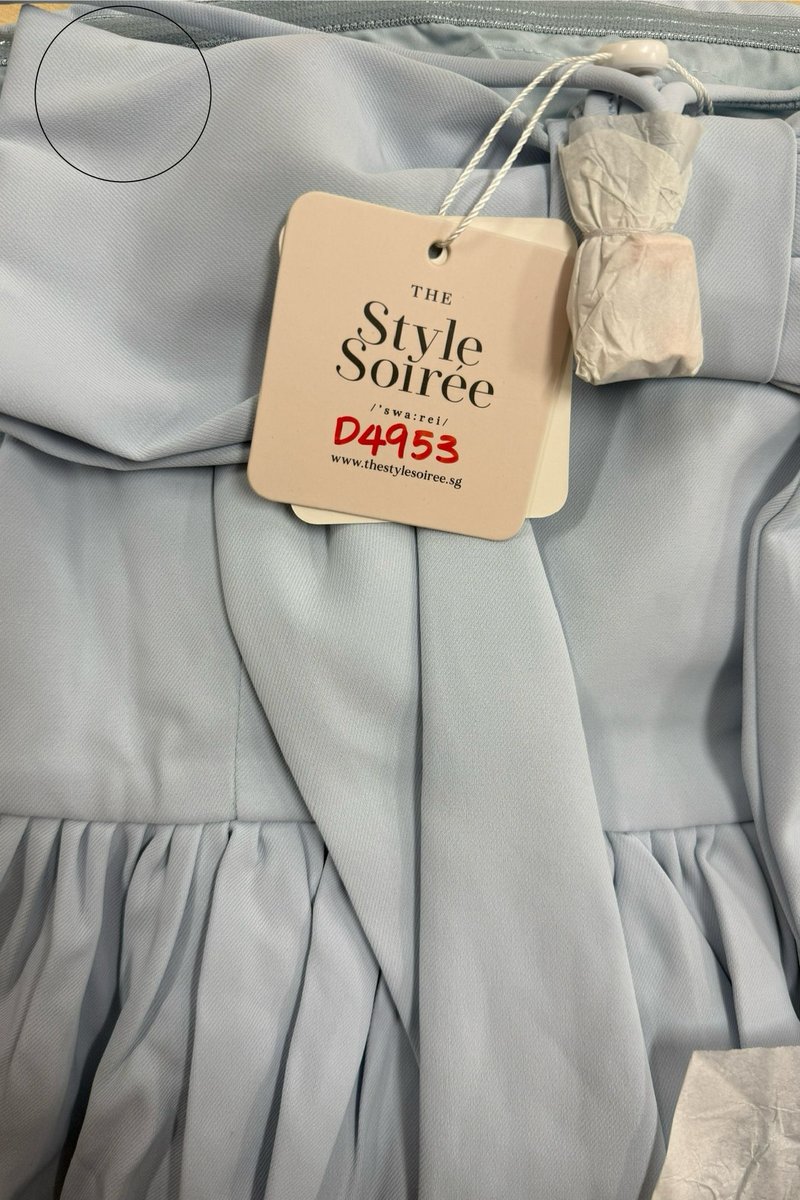 THE
Style
Soirée
/'swa:rei/
D4953
www.thestylesoiree.sg